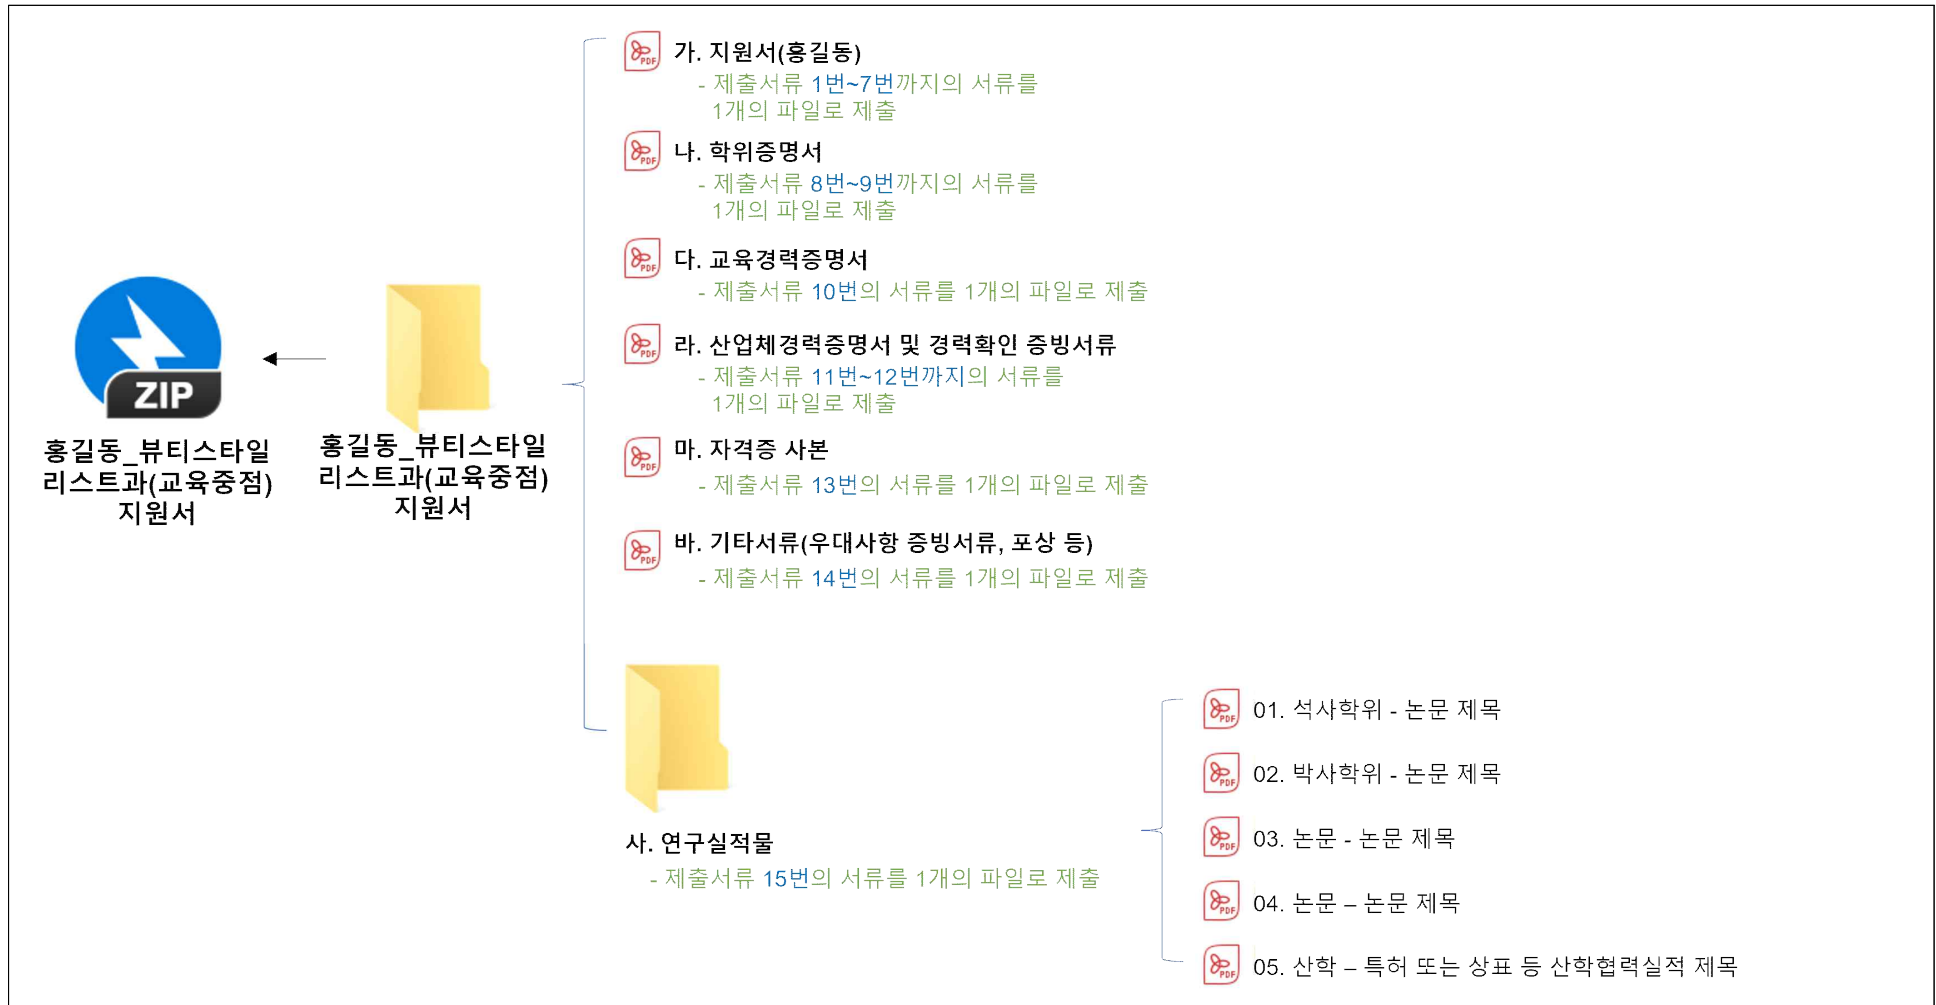 가. 지원서(홍길동)
- 제출서류 1번~7번까지의 서류를
1개의 파일로 제출
나. 학위증명서
- 제출서류 8번~9번까지의 서류를
1개의 파일로 제출
다. 교육경력증명서
- 제출서류 10번의 서류를 1개의 파일로 제출
라. 산업체경력증명서 및 경력확인 증빙서류
- 제출서류 11번~12번까지의 서류를
1개의 파일로 제출
마. 자격증 사본
- 제출서류 13번의 서류를 1개의 파일로 제출
바. 기타서류(우대사항 증빙서류, 포상 등)
- 제출서류 14번의 서류를 1개의 파일로 제출
ZIP
홍길동_뷰티스타일
리스트과(교육중점)
지원서
홍길동_뷰티스타일
리스트과(교육중점)
지원서
사. 연구실적물
- 제출서류 15번의 서류를 1개의 파일로 제출
PDF
PDF
PDF
PDF
PDF
PDF
PDF
01. 석사학위 - 논문 제목
PDF
02. 박사학위 - 논문 제목
PDF
03. 논문 - 논문 제목
PDF
04. 논문 – 논문 제목
PDF
05. 산학 – 특허 또는 상표 등 산학협력실적 제목